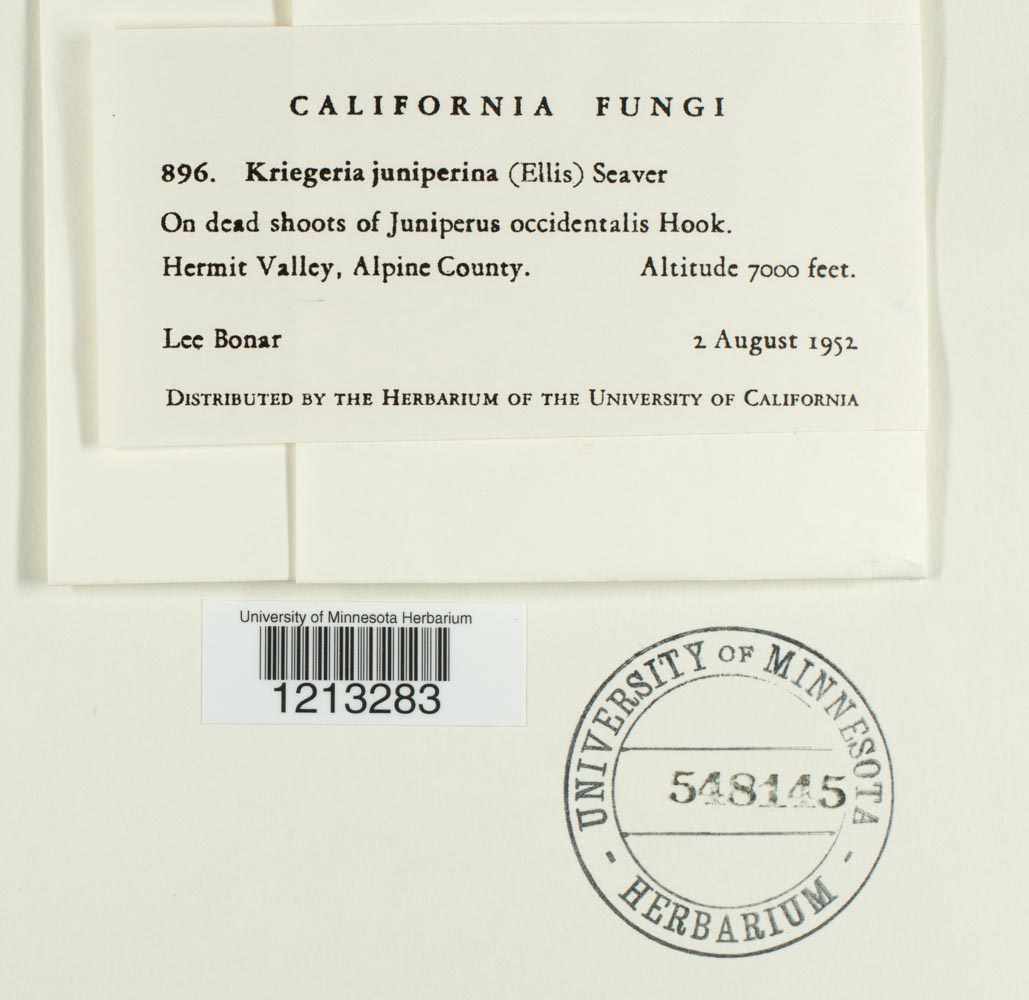 CALIFORNIA FUNGI
896. Kriegeria juniperina (Ellis) Seaver
On dead shoots of Juniperus occidentalis Hook.
Hermit Valley, Alpine County. Altitude 7000 feet.
Lee Bonar 2 August 1952
DISTRIBUTED BY THE HERBARIUM OF THE UNIVERSITY OF CALIFORNIA
University of Minnesota Herbarium
1213283
UNIVERSITY OF MINNESOTA
548145
- HERBARIUM -